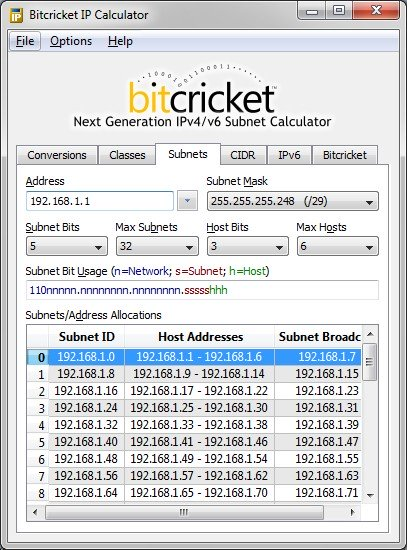 IP Bitcricket IP Calculator
File Options Help
1000100110001
bitcricket™
Next Generation IPv4/v6 Subnet Calculator
Conversions Classes Subnets CIDR IPv6 Bitcricket
Address Subnet Mask
192.168.1.1 255.255.255.248 (/29)
Subnet Bits Max Subnets Host Bits Max Hosts
5 32 3 6
Subnet Bit Usage (n=Network; s=Subnet; h=Host)
110nnnnn.nnnnnnnn.nnnnnnnn.ssssshhh
Subnets/Address Allocations
Subnet ID Host Addresses Subnet Broadc
0 192.168.1.0 192.168.1.1 - 192.168.1.6 192.168.1.7
1 192.168.1.8 192.168.1.9 - 192.168.1.14 192.168.1.15
2 192.168.1.16 192.168.1.17 - 192.168.1.22 192.168.1.23
3 192.168.1.24 192.168.1.25 - 192.168.1.30 192.168.1.31
4 192.168.1.32 192.168.1.33 - 192.168.1.38 192.168.1.39
5 192.168.1.40 192.168.1.41 - 192.168.1.46 192.168.1.47
6 192.168.1.48 192.168.1.49 - 192.168.1.54 192.168.1.55
7 192.168.1.56 192.168.1.57 - 192.168.1.62 192.168.1.63
8 192.168.1.64 192.168.1.65 - 192.168.1.70 192.168.1.71